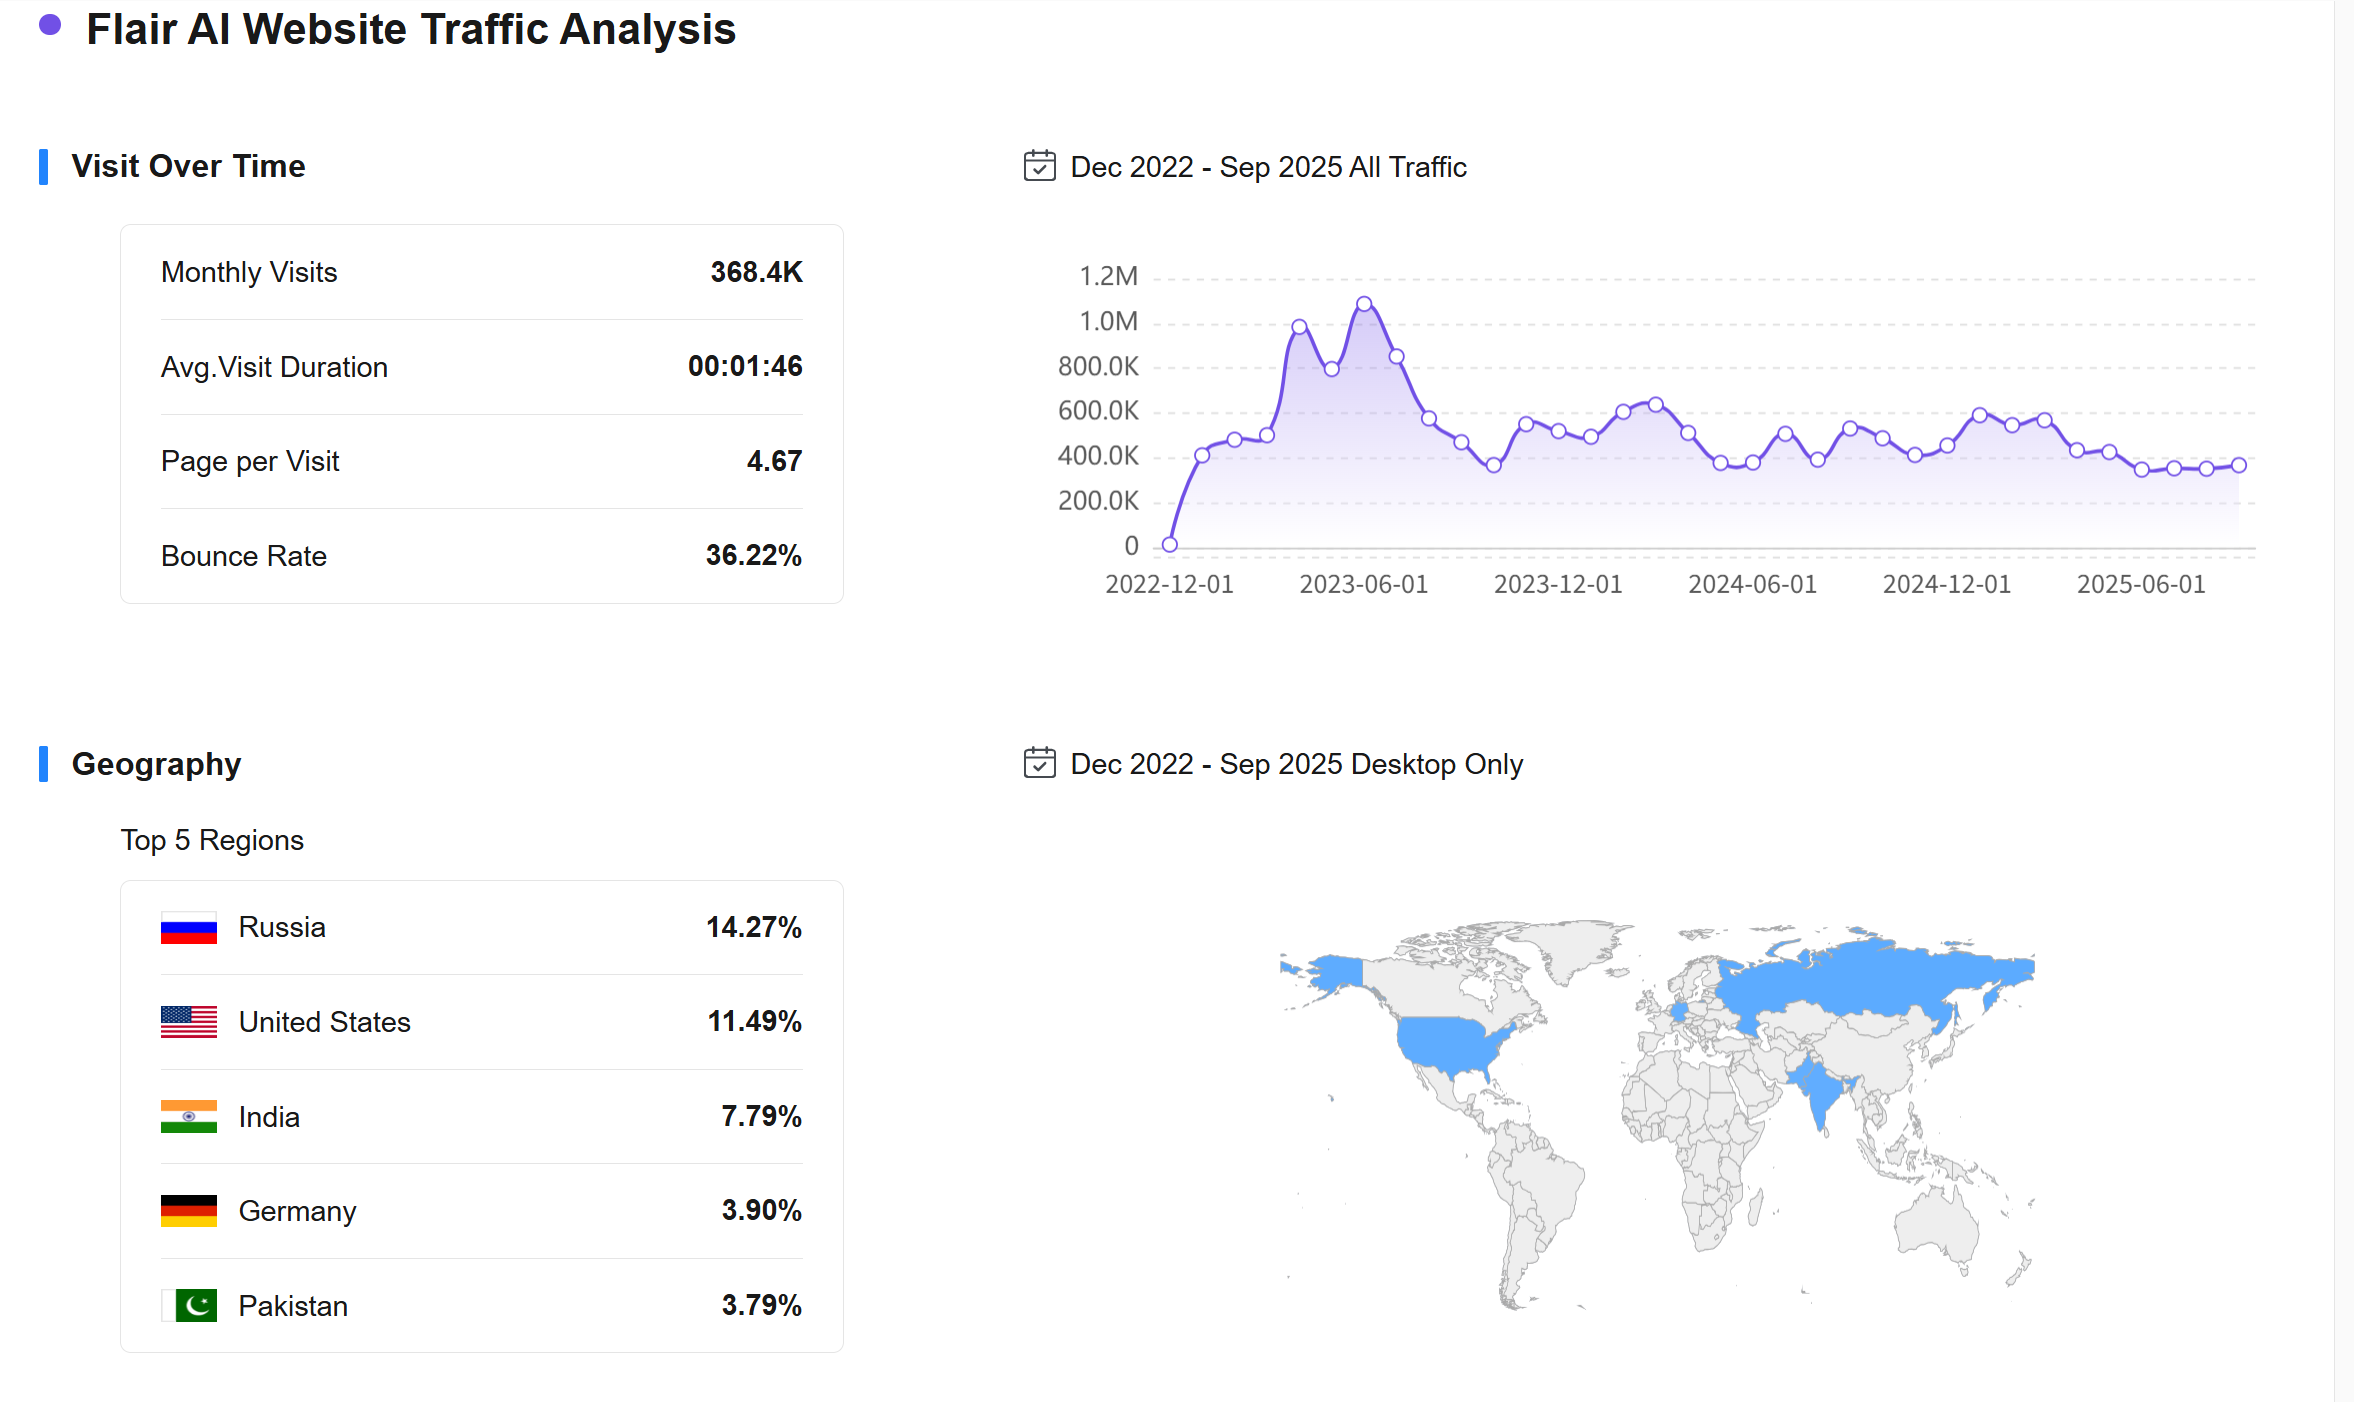 Flair AI Website Traffic Analysis
Visit Over Time
Dec 2022 - Sep 2025 All Traffic
Monthly Visits 368.4K
Avg.Visit Duration 00:01:46
Page per Visit 4.67
Bounce Rate 36.22%
1.2M
1.0M
800.0K
600.0K
400.0K
200.0K
0
2022-12-01 2023-06-01 2023-12-01 2024-06-01 2024-12-01 2025-06-01
Geography
Dec 2022 - Sep 2025 Desktop Only
Top 5 Regions
Russia 14.27%
United States 11.49%
India 7.79%
Germany 3.90%
Pakistan 3.79%